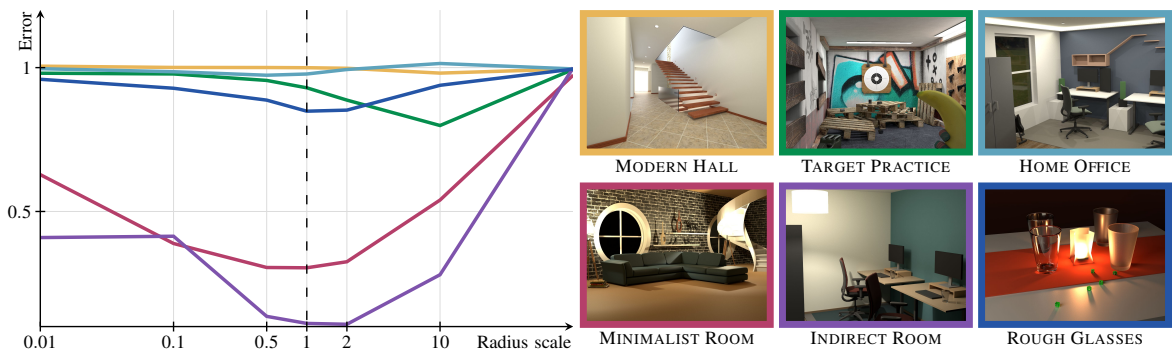 Error
1
0.5
0.01
0.1
0.5
1
2
10
Radius scale
MODERN HALL
TARGET PRACTICE
HOME OFFICE
MINIMALIST ROOM
INDIRECT ROOM
ROUGH GLASSES